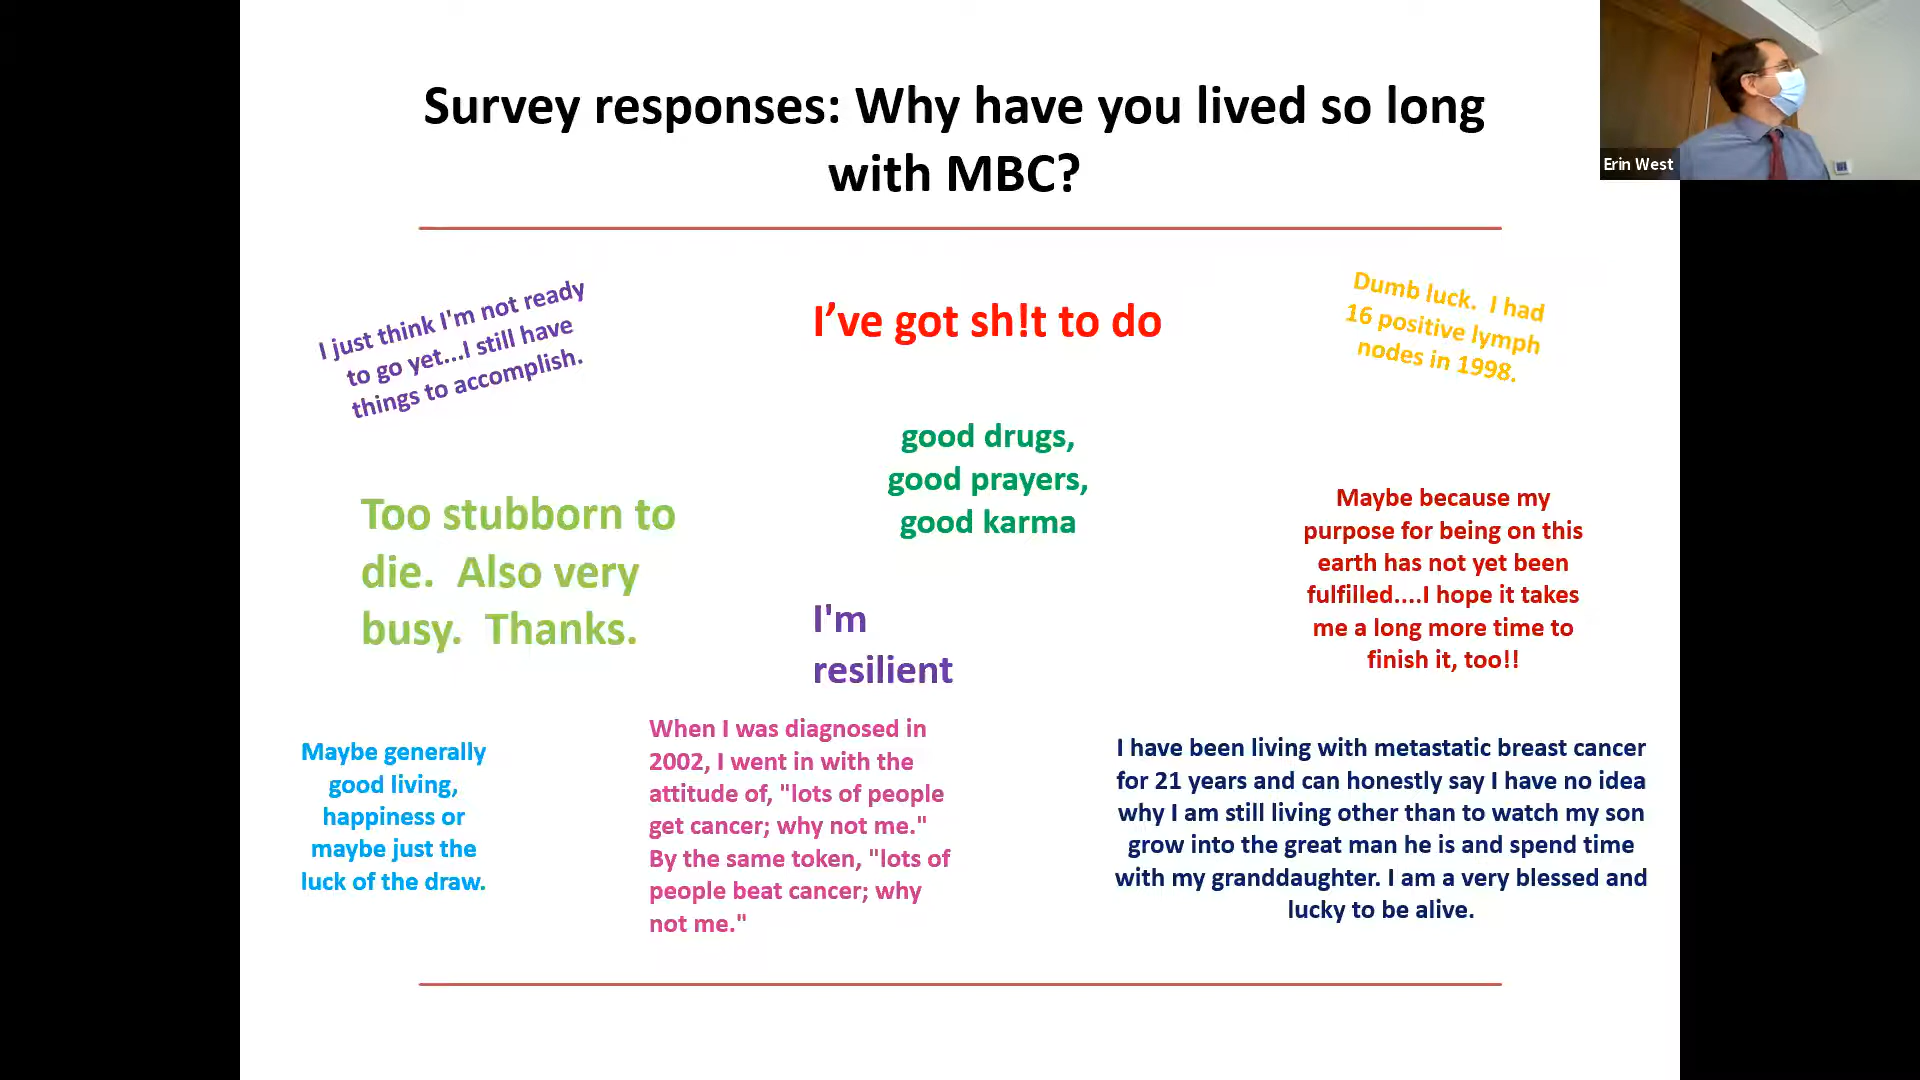 Survey responses: Why have you lived so long
with MBC?
Erin West
I just think I'm not ready
to go yet...I still have
things to accomplish.
I’ve got sh!t to do
Dumb luck.  I had
16 positive lymph
nodes in 1998.
good drugs,
good prayers,
good karma
Too stubborn to
die.  Also very
busy.  Thanks.
Maybe because my
purpose for being on this
earth has not yet been
fulfilled....I hope it takes
me a long more time to
finish it, too!!
I'm
resilient
Maybe generally
good living,
happiness or
maybe just the
luck of the draw.
When I was diagnosed in
2002, I went in with the
attitude of, "lots of people
get cancer; why not me."
By the same token, "lots of
people beat cancer; why
not me."
I have been living with metastatic breast cancer
for 21 years and can honestly say I have no idea
why I am still living other than to watch my son
grow into the great man he is and spend time
with my granddaughter. I am a very blessed and
lucky to be alive.